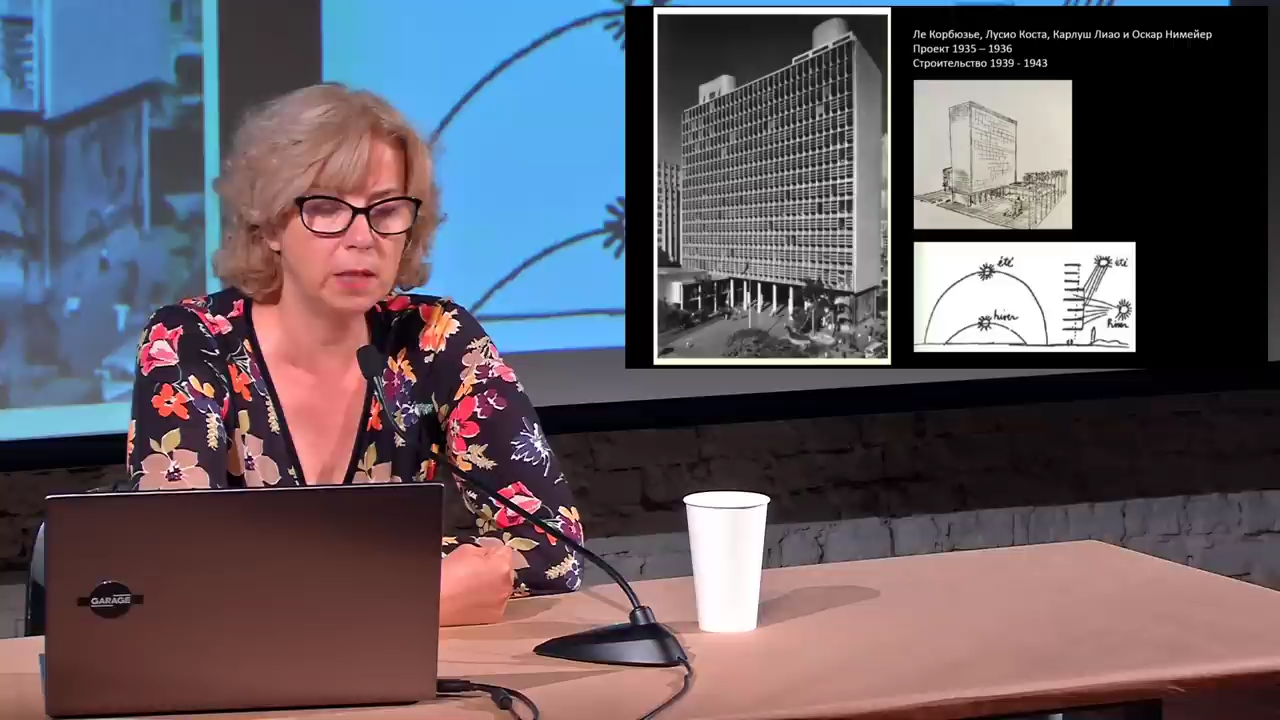 Ле Корбюзье, Лусио Коста, Карлуш Лиао и Оскар Нимейер
Проект 1935 – 1936
Строительство 1939 - 1943
été
hiver
été
hiver
GARAGE